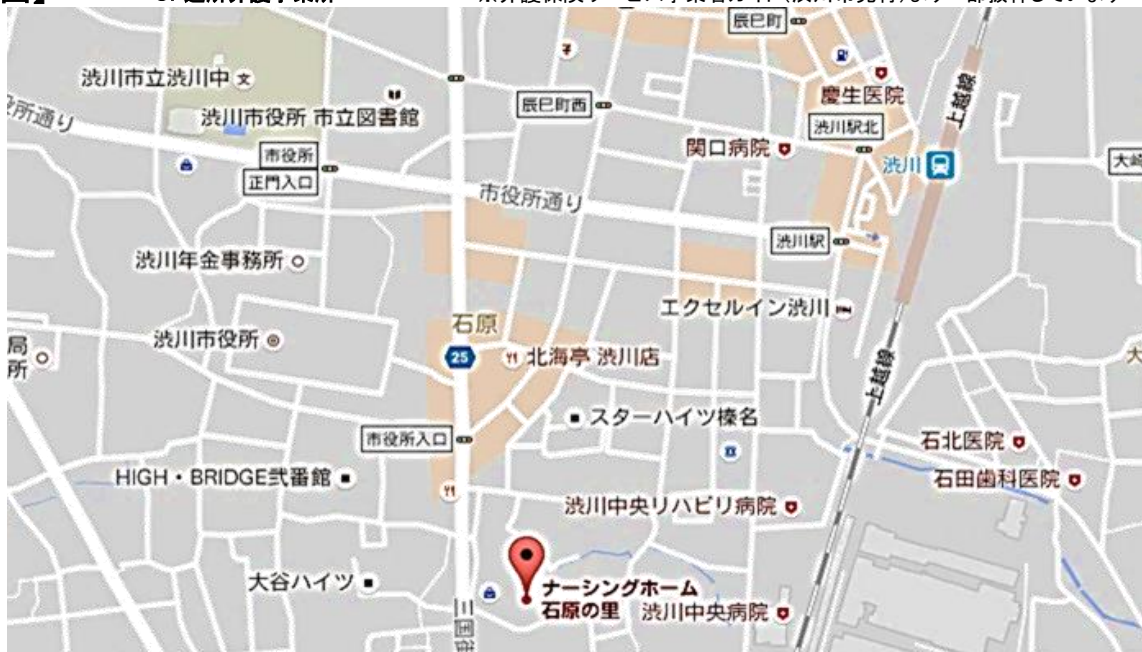 辰巳町
渋川市立渋川中
慶生医院
渋川市役所 市立図書館
辰巳町西
渋川駅北
上越線
関口病院
渋川
市役所
正門入口
市役所通り
渋川駅
渋川年金事務所
エクセルイン渋川
石原
渋川市役所
25
北海亭 渋川店
上越線
スターハイツ榛名
市役所入口
石北医院
HIGH・BRIDGE弐番館
石田歯科医院
渋川中央リハビリ病院
大谷ハイツ
ナーシングホーム
石原の里
渋川中央病院